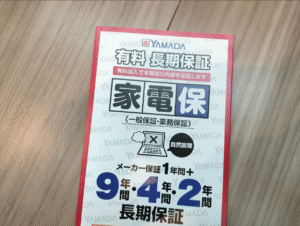 YAMADA
有料 長期保証
有料加入で本冊子の内容を保証します
家電保
(一般保証・業務保証)
自然故障
メーカー保証1年間+
9年間・4年間・2年間
長期保証